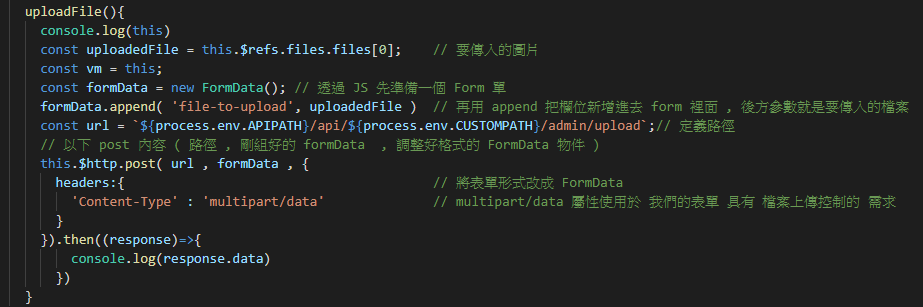 uploadFile(){
console.log(this)
const uploadedFile = this.$refs.files.files[0];    // 要傳入的圖片
const vm = this;
const formData = new FormData(); // 透過 JS 先準備一個 Form 單
formData.append( 'file-to-upload', uploadedFile )  // 再用 append 把欄位新增進去 form 裡面 , 後方參數就是要傳入的檔案
const url = `${process.env.APIPATH}/api/${process.env.CUSTOMPATH}/admin/upload`;// 定義路徑
// 以下 post 內容 ( 路徑 , 剛組好的 formData  , 調整好格式的 FormData 物件 )
this.$http.post( url , formData , {
headers:{                                         // 將表單形式改成 FormData
'Content-Type' : 'multipart/data'               // multipart/data 屬性使用於 我們的表單 具有 檔案上傳控制的 需求
}
}).then((response)=>{
console.log(response.data)
})
}